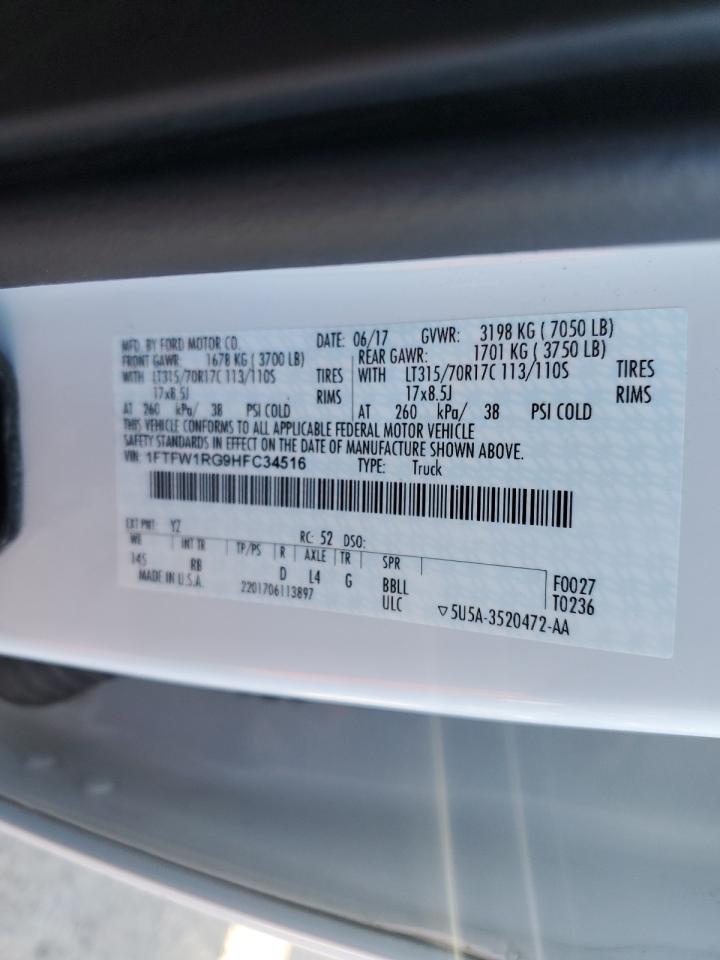 MFD. BY FORD MOTOR CO. DATE: 06/17 GVWR: 3198 KG ( 7050 LB)
FRONT GAWR: 1678 KG ( 3700 LB) REAR GAWR: 1701 KG ( 3750 LB)
WITH LT315/70R17C 113/110S TIRES WITH LT315/70R17C 113/110S TIRES
17x8.5J RIMS 17x8.5J RIMS
AT 260 kPa/ 38 PSI COLD AT 260 kPa/ 38 PSI COLD
THIS VEHICLE CONFORMS TO ALL APPLICABLE FEDERAL MOTOR VEHICLE
SAFETY STANDARDS IN EFFECT ON THE DATE OF MANUFACTURE SHOWN ABOVE.
VIN: 1FTFW1RG9HFC34516 TYPE: Truck
EXT PNT: YZ RC: 52 DSO:
WB INT TR TP/PS R AXLE TR SPR
145 RB D L4 G BBLL F0027
MADE IN U.S.A. 2201706113897 ULC T0236
▽5U5A-3520472-AA